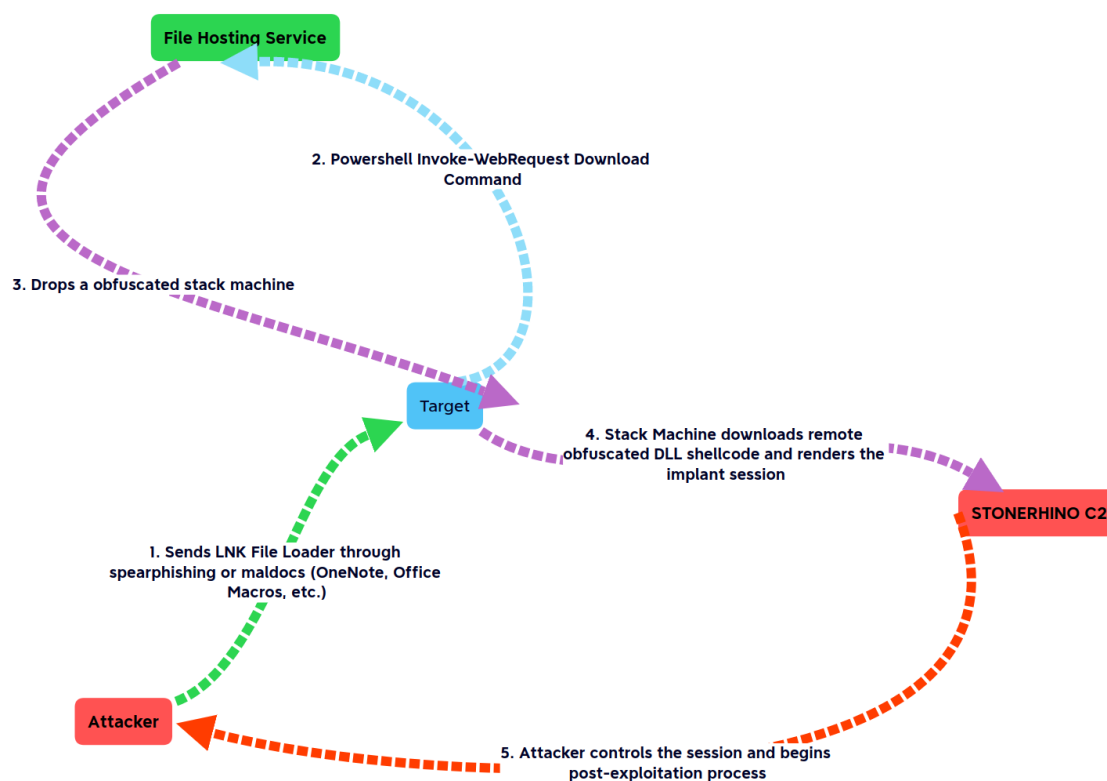 File Hosting Service
2. Powershell Invoke-WebRequest Download
Command
3. Drops a obfuscated stack machine
Target
4. Stack Machine downloads remote
obfuscated DLL shellcode and renders the
implant session
STONERHINO C2
1. Sends LNK File Loader through
spearphishing or maldocs (OneNote, Office
Macros, etc.)
Attacker
5. Attacker controls the session and begins
post-exploitation process